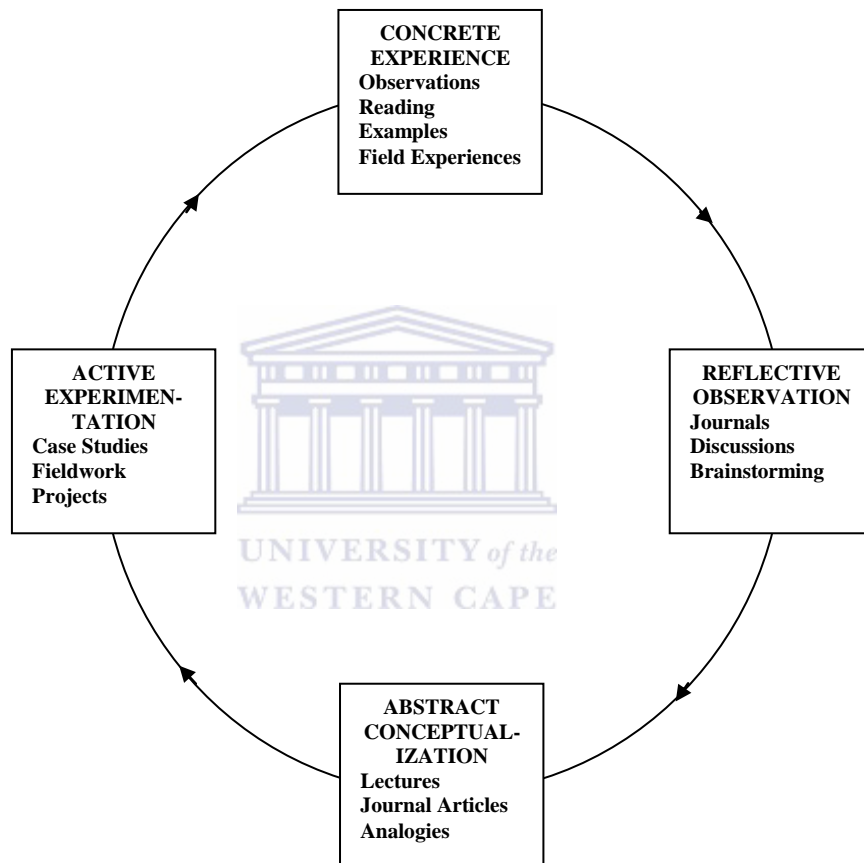 CONCRETE
EXPERIENCE
Observations
Reading
Examples
Field Experiences
ACTIVE
EXPERIMEN-
TATION
Case Studies
Fieldwork
Projects
REFLECTIVE
OBSERVATION
Journals
Discussions
Brainstorming
UNIVERSITY of the
WESTERN CAPE
ABSTRACT
CONCEPTUAL-
IZATION
Lectures
Journal Articles
Analogies